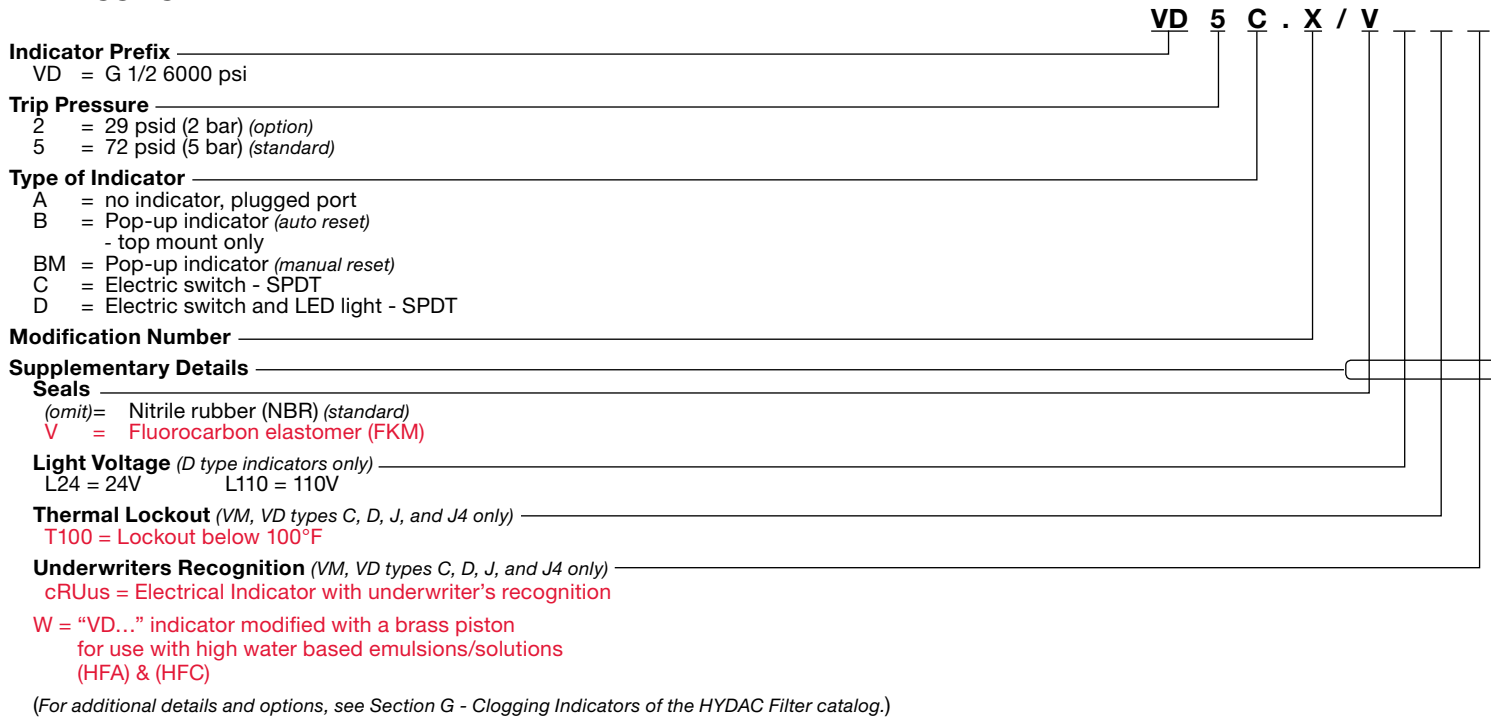 VD 5 C . X / V _ _ _
Indicator Prefix
VD = G 1/2 6000 psi
Trip Pressure
2 = 29 psid (2 bar) (option)
5 = 72 psid (5 bar) (standard)
Type of Indicator
A = no indicator, plugged port
B = Pop-up indicator (auto reset)
- top mount only
BM = Pop-up indicator (manual reset)
C = Electric switch - SPDT
D = Electric switch and LED light - SPDT
Modification Number
Supplementary Details
Seals
(omit)= Nitrile rubber (NBR) (standard)
V = Fluorocarbon elastomer (FKM)
Light Voltage (D type indicators only)
L24 = 24V L110 = 110V
Thermal Lockout (VM, VD types C, D, J, and J4 only)
T100 = Lockout below 100°F
Underwriters Recognition (VM, VD types C, D, J, and J4 only)
cRUus = Electrical Indicator with underwriter's recognition
W = “VD…” indicator modified with a brass piston
for use with high water based emulsions/solutions
(HFA) & (HFC)
(For additional details and options, see Section G - Clogging Indicators of the HYDAC Filter catalog.)